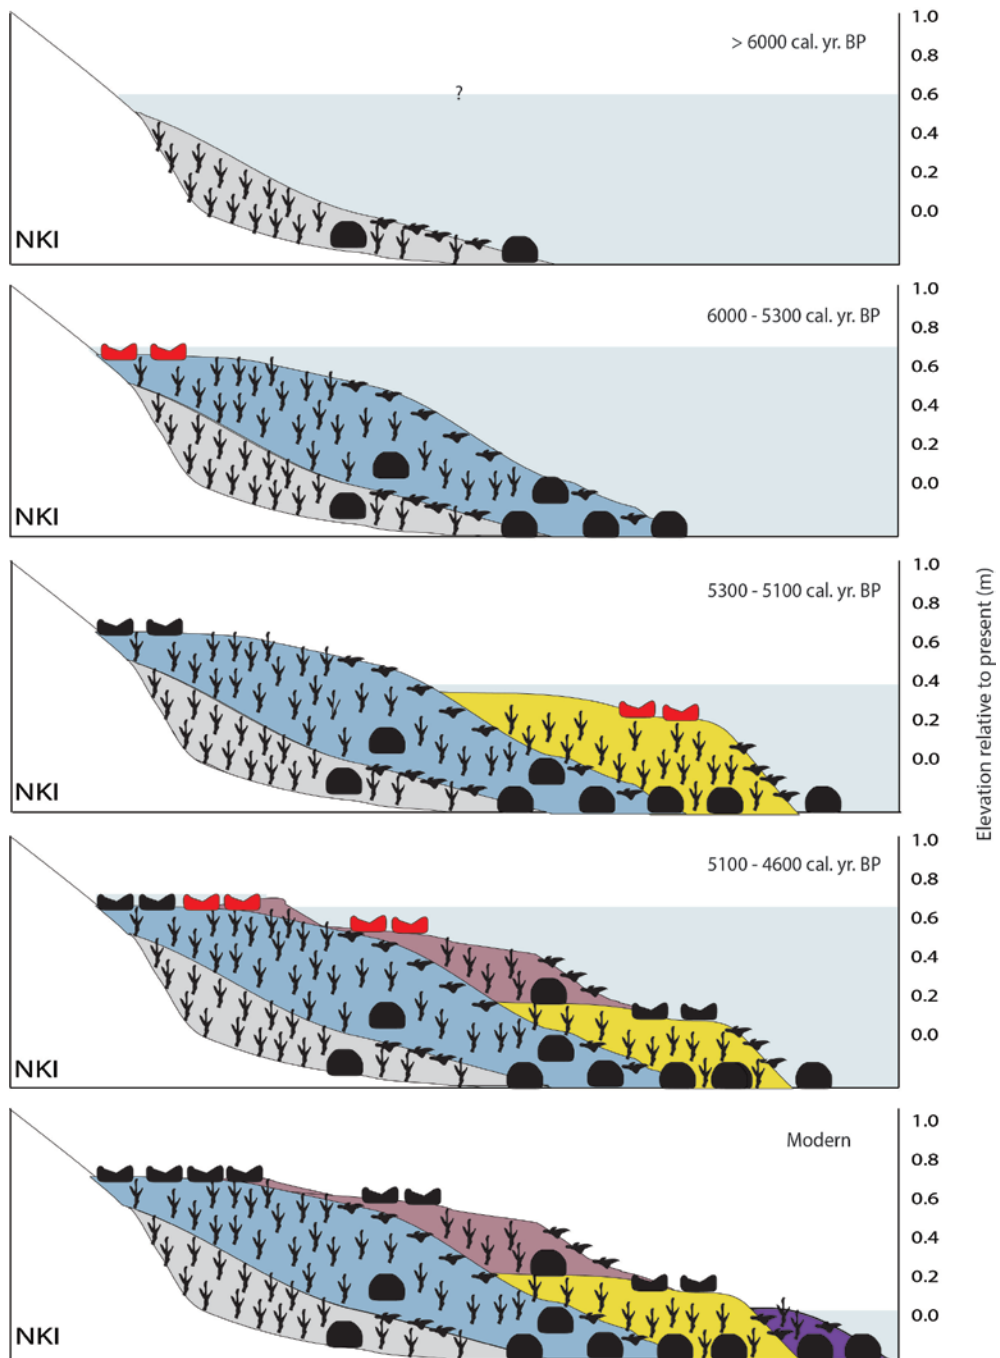 > 6000 cal. yr. BP
?
NKI
1.0
0.8
0.6
0.4
0.2
0.0
6000 - 5300 cal. yr. BP
NKI
1.0
0.8
0.6
0.4
0.2
0.0
5300 - 5100 cal. yr. BP
NKI
1.0
0.8
0.6
0.4
0.2
0.0
Elevation relative to present (m)
5100 - 4600 cal. yr. BP
NKI
1.0
0.8
0.6
0.4
0.2
0.0
Modern
NKI
1.0
0.8
0.6
0.4
0.2
0.0